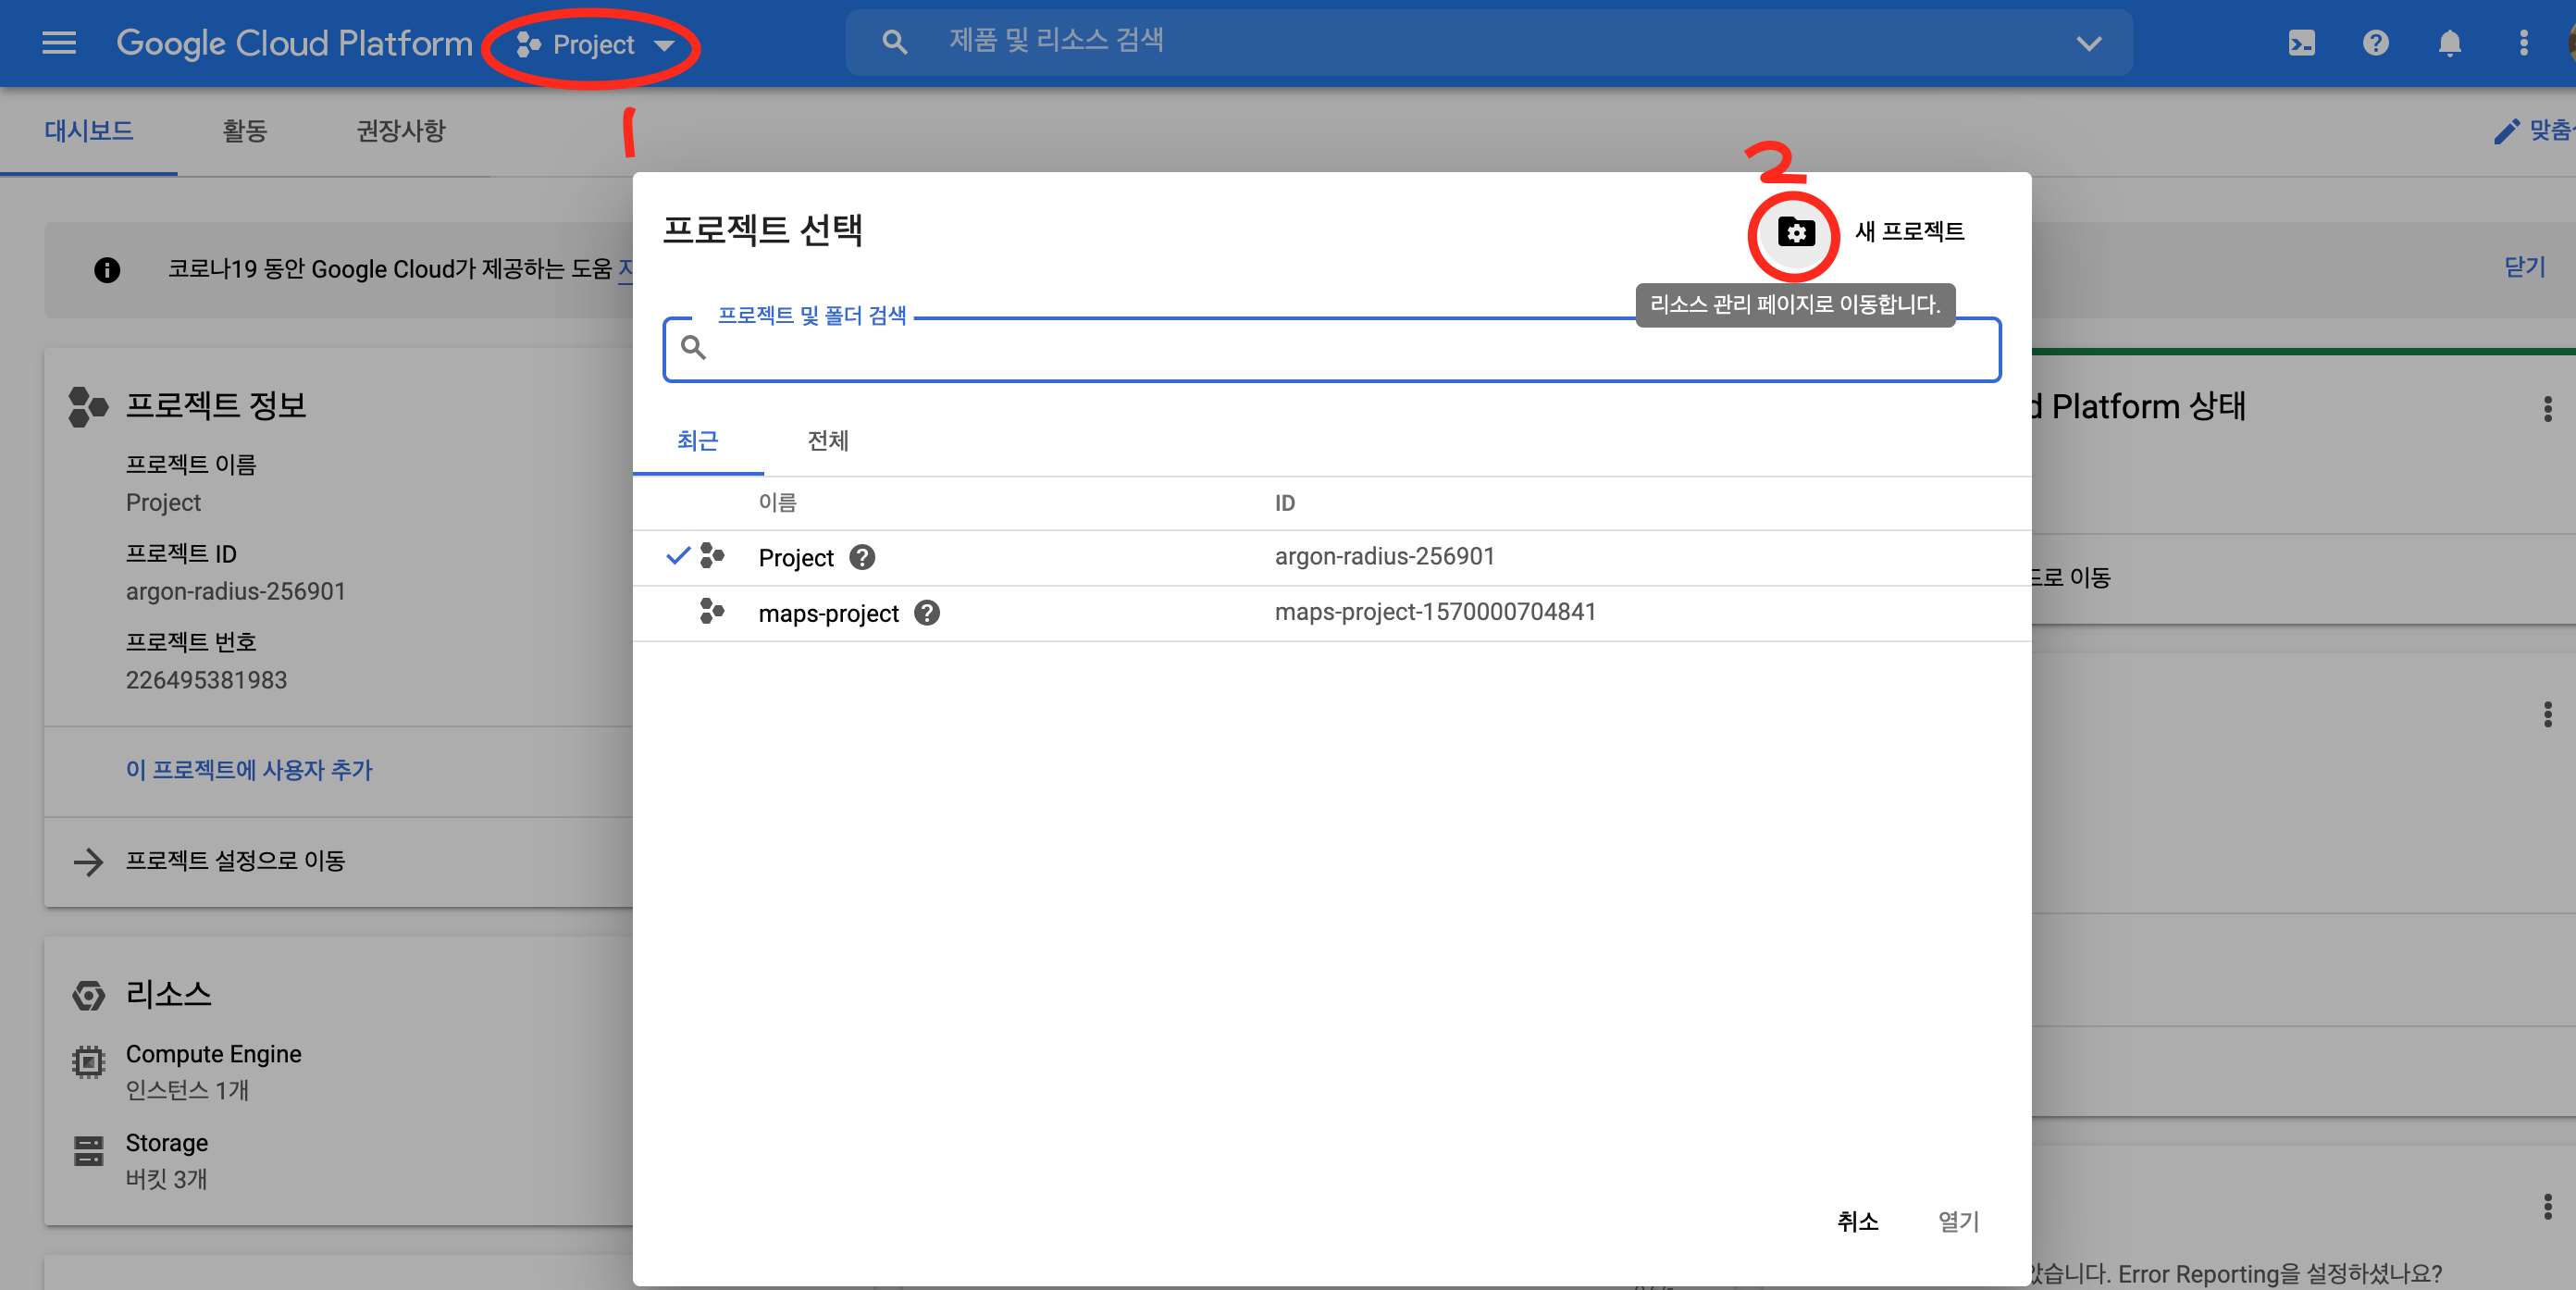 Google Cloud Platform Project 제품 및 리소스 검색
1
대시보드 활동 권장사항
2
프로젝트 선택 새 프로젝트
코로나19 동안 Google Cloud가 제공하는 도움
닫기
리소스 관리 페이지로 이동합니다.
프로젝트 및 폴더 검색
최근 전체
이름 ID
Project argon-radius-256901
maps-project maps-project-1570000704841
취소 열기
프로젝트 정보
프로젝트 이름
Project
프로젝트 ID
argon-radius-256901
프로젝트 번호
226495381983
이 프로젝트에 사용자 추가
프로젝트 설정으로 이동
리소스
Compute Engine
인스턴스 1개
Storage
버킷 3개
Platform 상태
이동
Error Reporting을 설정하셨나요?